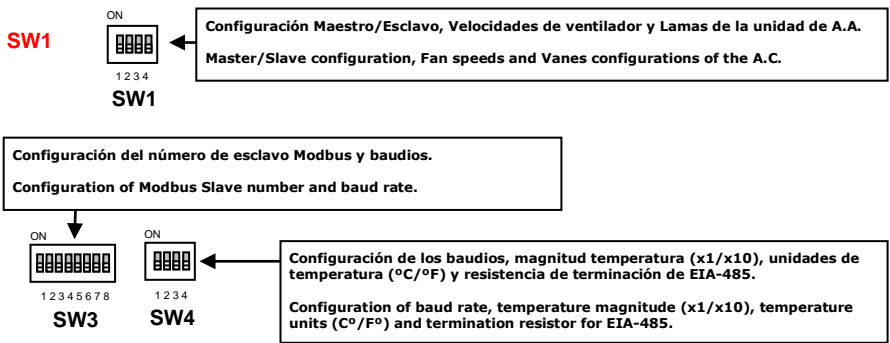 ON
SW1
Configuración Maestro/Esclavo, Velocidades de ventilador y Lamas de la unidad de A.A.
Master/Slave configuration, Fan speeds and Vanes configurations of the A.C.
1 2 3 4
SW1
Configuración del número de esclavo Modbus y baudios.
Configuration of Modbus Slave number and baud rate.
ON
ON
Configuración de los baudios, magnitud temperatura (x1/x10), unidades de
temperatura (ºC/ºF) y resistencia de terminación de EIA-485.
Configuration of baud rate, temperature magnitude (x1/x10), temperature
units (Cº/Fº) and termination resistor for EIA-485.
1 2 3 4 5 6 7 8
1 2 3 4
SW3
SW4